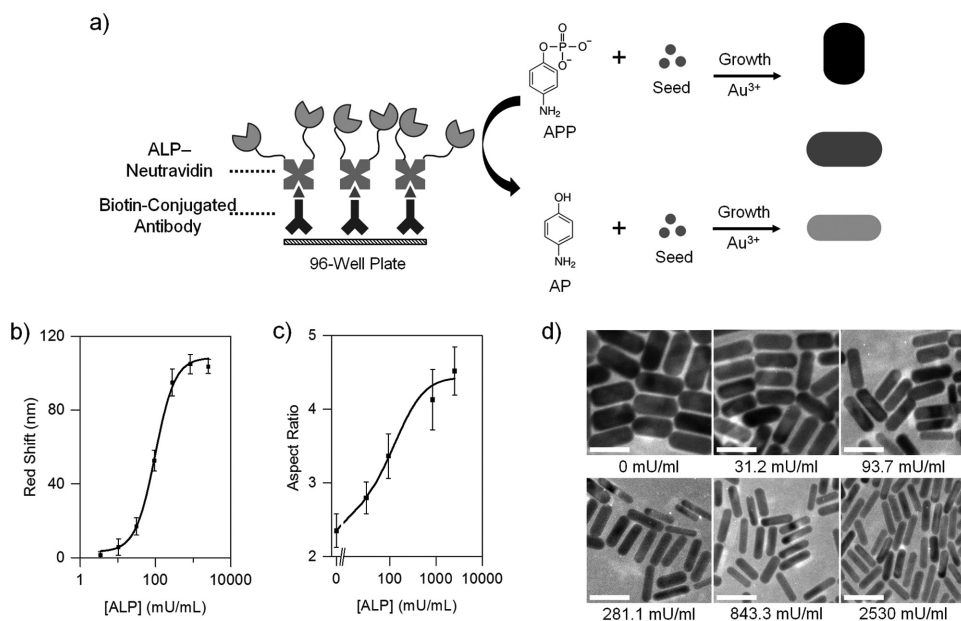 a)
ALP–
Neutravidin
Biotin-Conjugated
Antibody
96-Well Plate
O
O P O⁻
O⁻
NH₂
APP
+
Seed
Growth
Au³⁺
OH
NH₂
AP
+
Seed
Growth
Au³⁺
b)
Red Shift (nm)
120
80
40
0
1 100 10000
[ALP] (mU/mL)
c)
Aspect Ratio
5
4
3
2
0 100 1000 10000
[ALP] (mU/mL)
d)
0 mU/ml 31.2 mU/ml 93.7 mU/ml
281.1 mU/ml 843.3 mU/ml 2530 mU/ml